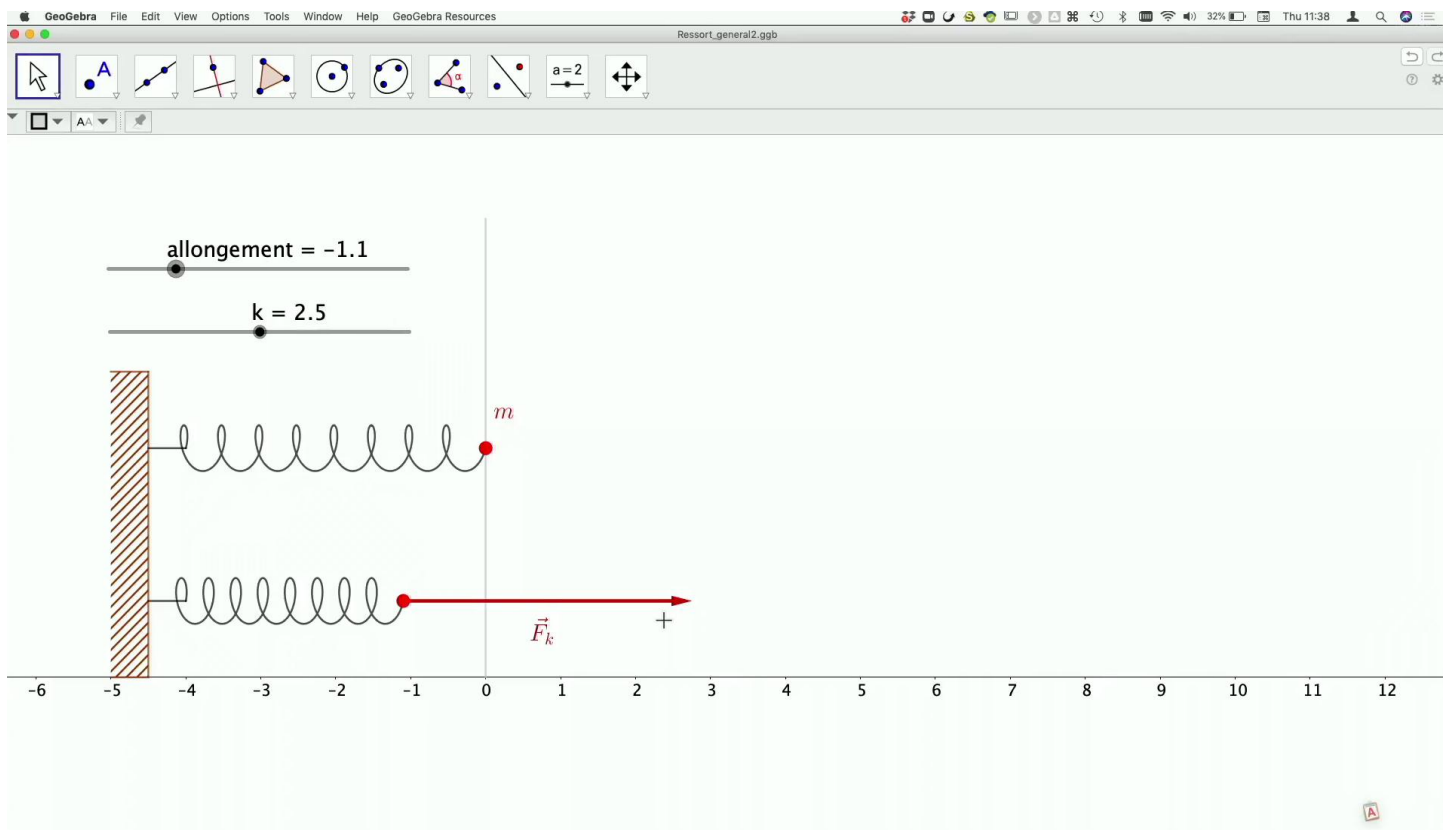 GeoGebra File Edit View Options Tools Window Help GeoGebra Resources 32% Thu 11:38
Ressort_general2.ggb
A α a=2
AA
allongement = -1.1
k = 2.5
m
F⃗ₖ
-6 -5 -4 -3 -2 -1 0 1 2 3 4 5 6 7 8 9 10 11 12
A